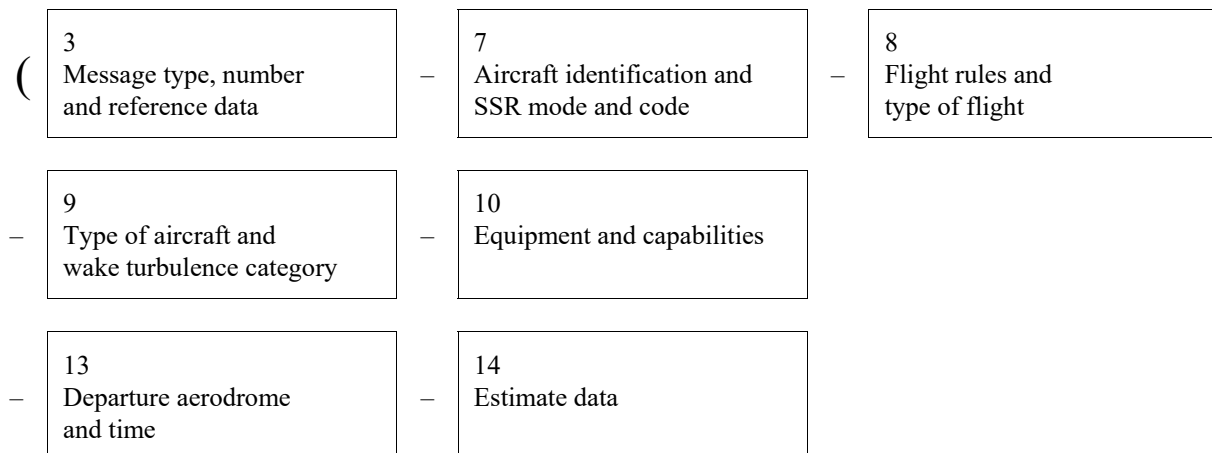 ( 3 – 7 – 8
Message type, number Aircraft identification and Flight rules and
and reference data SSR mode and code type of flight
– 9 – 10
Type of aircraft and Equipment and capabilities
wake turbulence category
– 13 – 14
Departure aerodrome Estimate data
and time